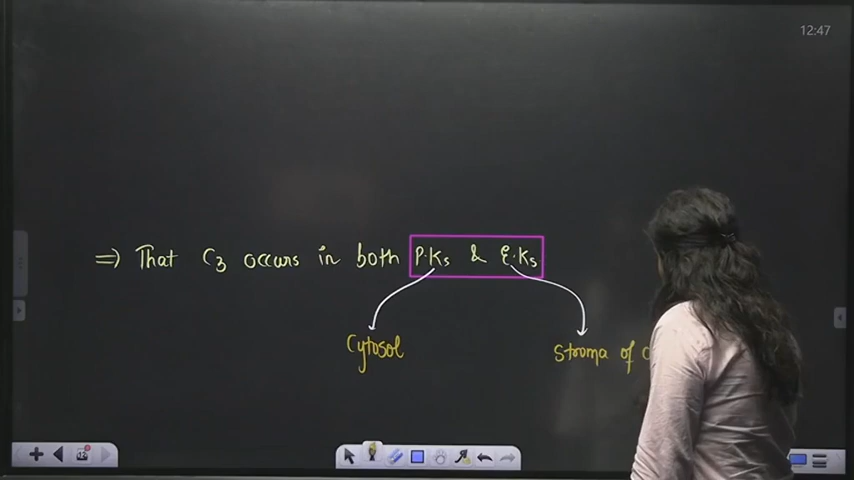 12:47
⇒ That C₃ occurs in both P.Ks & E.Ks
Cytosol
Stroma of